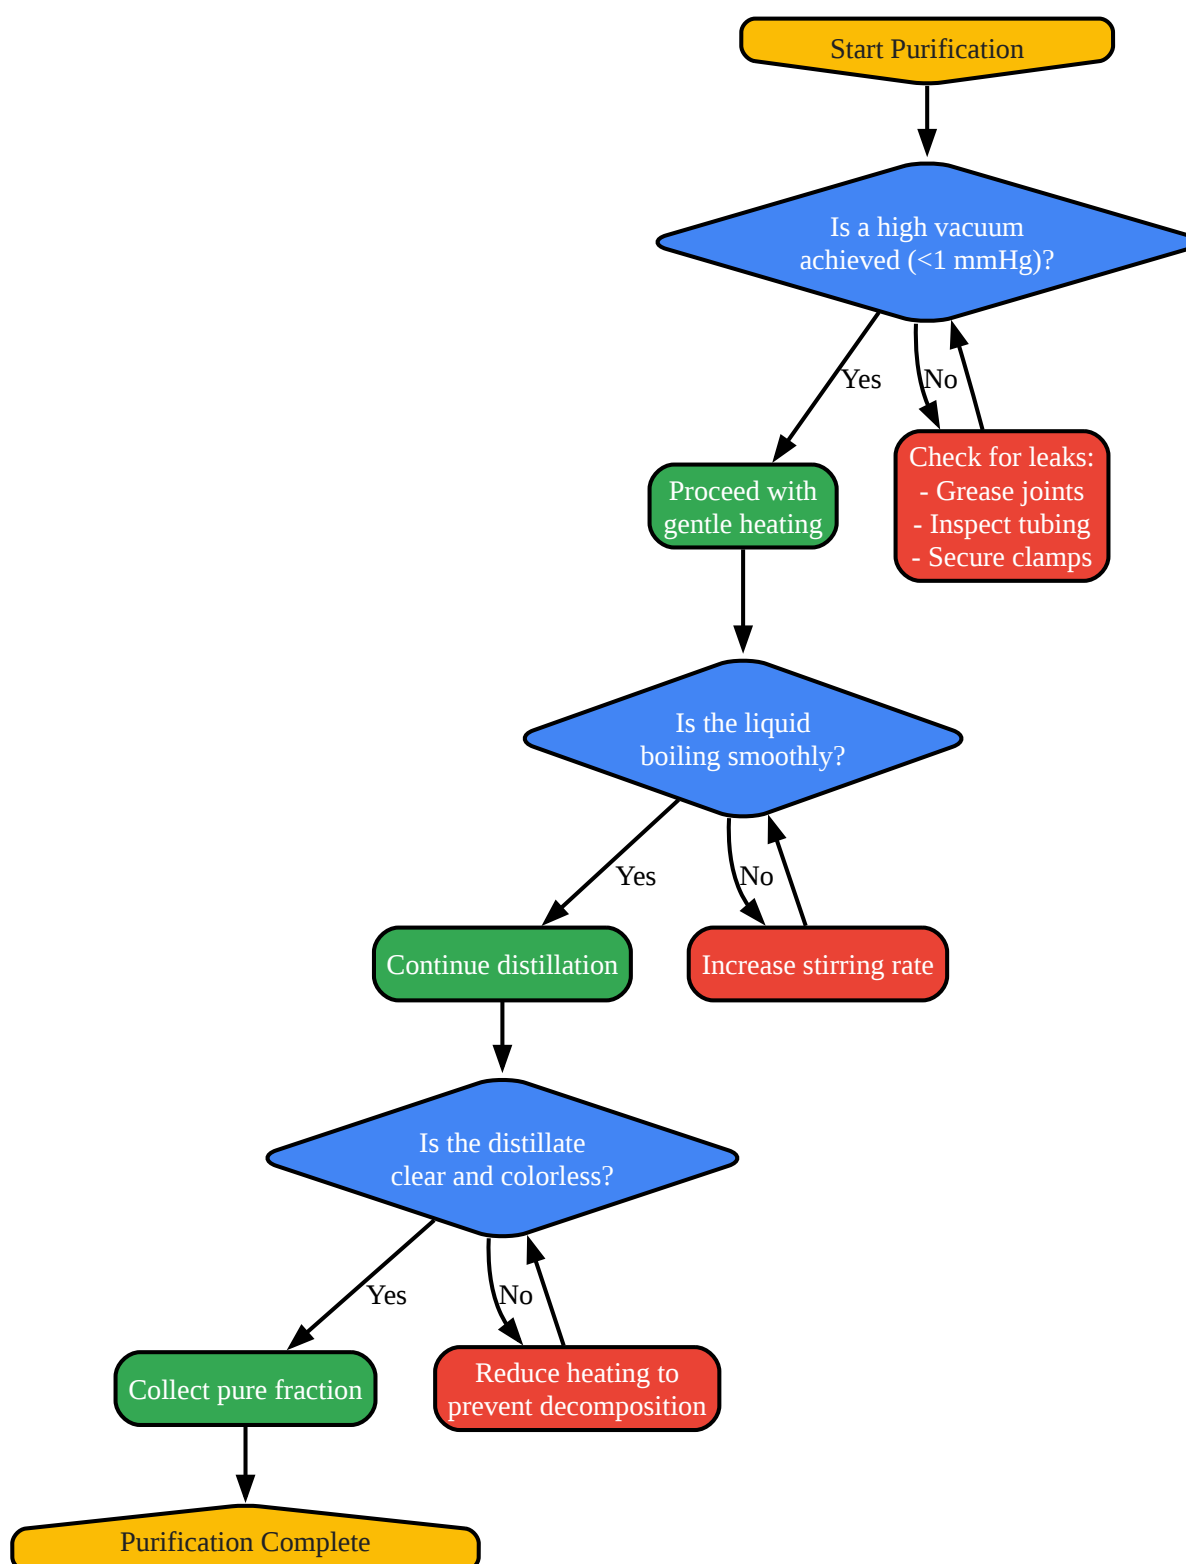 Start Purification
Is a high vacuum
achieved (<1 mmHg)?
Yes
No
Proceed with
gentle heating
Check for leaks:
- Grease joints
- Inspect tubing
- Secure clamps
Is the liquid
boiling smoothly?
Yes
No
Continue distillation
Increase stirring rate
Is the distillate
clear and colorless?
Yes
No
Collect pure fraction
Reduce heating to
prevent decomposition
Purification Complete